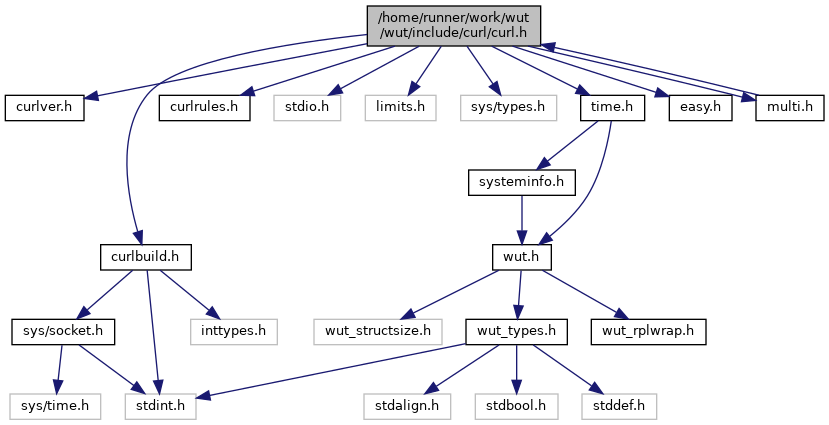 /home/runner/work/wut
/wut/include/curl/curl.h
curlver.h
curlrules.h
stdio.h
limits.h
sys/types.h
time.h
easy.h
multi.h
systeminfo.h
curlbuild.h
wut.h
sys/socket.h
inttypes.h
wut_structsize.h
wut_types.h
wut_rplwrap.h
sys/time.h
stdint.h
stdalign.h
stdbool.h
stddef.h